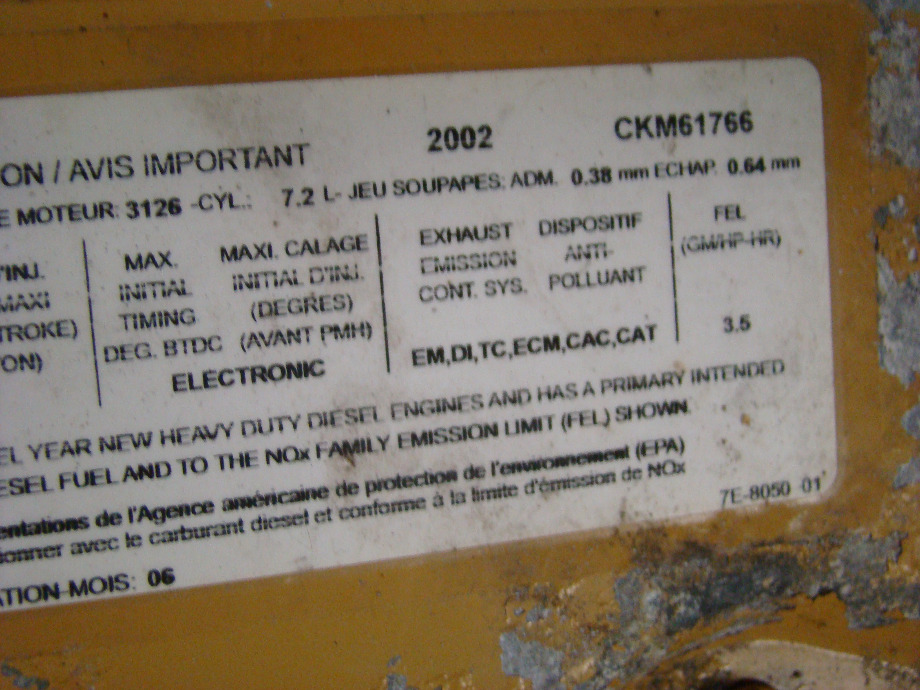 ON / AVIS IMPORTANT 2002 CKM61766
E MOTEUR: 3126 -CYL.: 7.2 L- JEU SOUPAPES: ADM. 0.38 mm ECHAP. 0.64 mm
'INJ. MAX. MAXI. CALAGE EXHAUST DISPOSITIF FEL
MAXI INITIAL INITIAL D'INJ. EMISSION ANTI- (GM/HP-HR)
TROKE) TIMING (DEGRES) CONT. SYS. POLLUANT
ON) DEG. BTDC (AVANT PMH) EM,DI,TC,ECM,CAC,CAT 3.5
ELECTRONIC
EL YEAR NEW HEAVY DUTY DIESEL ENGINES AND HAS A PRIMARY INTENDED
ESEL FUEL AND TO THE NOx FAMILY EMISSION LIMIT (FEL) SHOWN.
entations de l'Agence américaine de protection de l'environnement (EPA)
ionner avec le carburant diesel et conforme à la limite d'émission de NOx
ATION-MOIS: 06 7E-8050 01